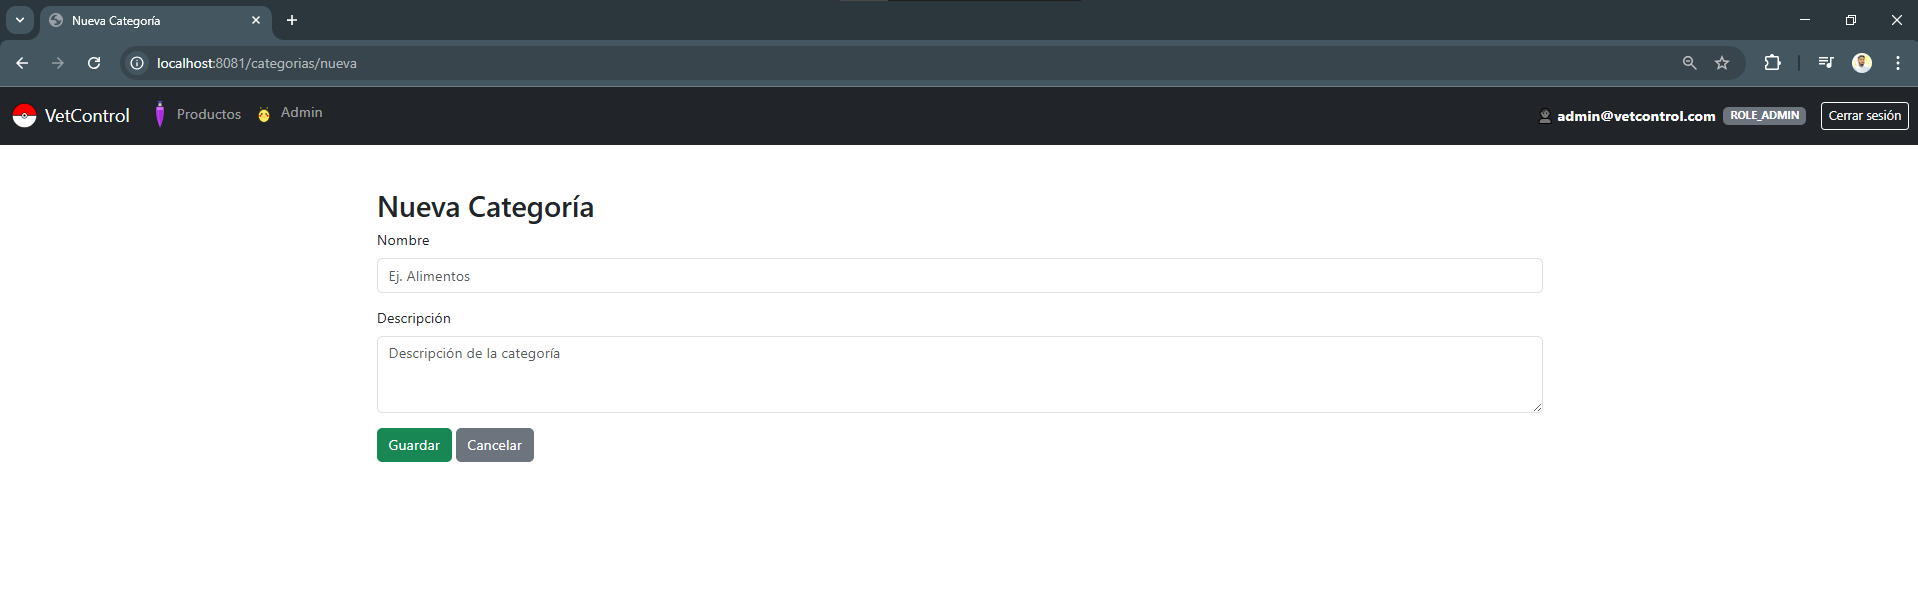 Nueva Categoría
localhost:8081/categorias/nueva
VetControl Productos Admin admin@vetcontrol.com ROLE_ADMIN Cerrar sesión
Nueva Categoría
Nombre
Ej. Alimentos
Descripción
Descripción de la categoría
Guardar Cancelar